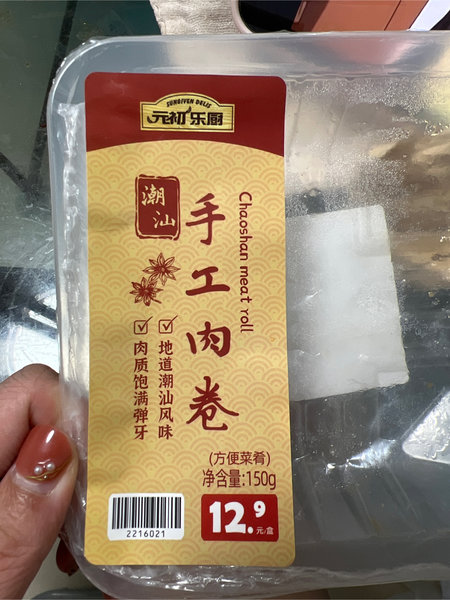 SUNGIVEN DELIS
元初乐厨
潮汕
手工肉卷
Chaoshan meat roll
地道潮汕风味
肉质饱满弹牙
(方便菜肴)
净含量:150g
12.9元/盒
2216021